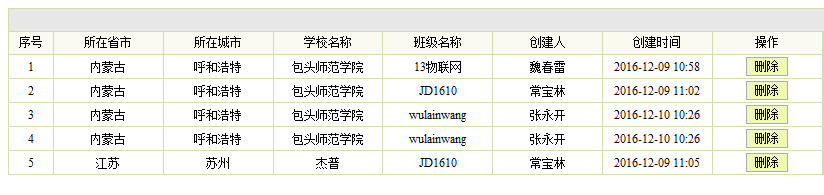 序号 所在省市 所在城市 学校名称 班级名称 创建人 创建时间 操作
1 内蒙古 呼和浩特 包头师范学院 13物联网 魏春雷 2016-12-09 10:58 删除
2 内蒙古 呼和浩特 包头师范学院 JD1610 常宝林 2016-12-09 11:02 删除
3 内蒙古 呼和浩特 包头师范学院 wulainwang 张永开 2016-12-10 10:26 删除
4 内蒙古 呼和浩特 包头师范学院 wulainwang 张永开 2016-12-10 10:26 删除
5 江苏 苏州 杰普 JD1610 常宝林 2016-12-09 11:05 删除